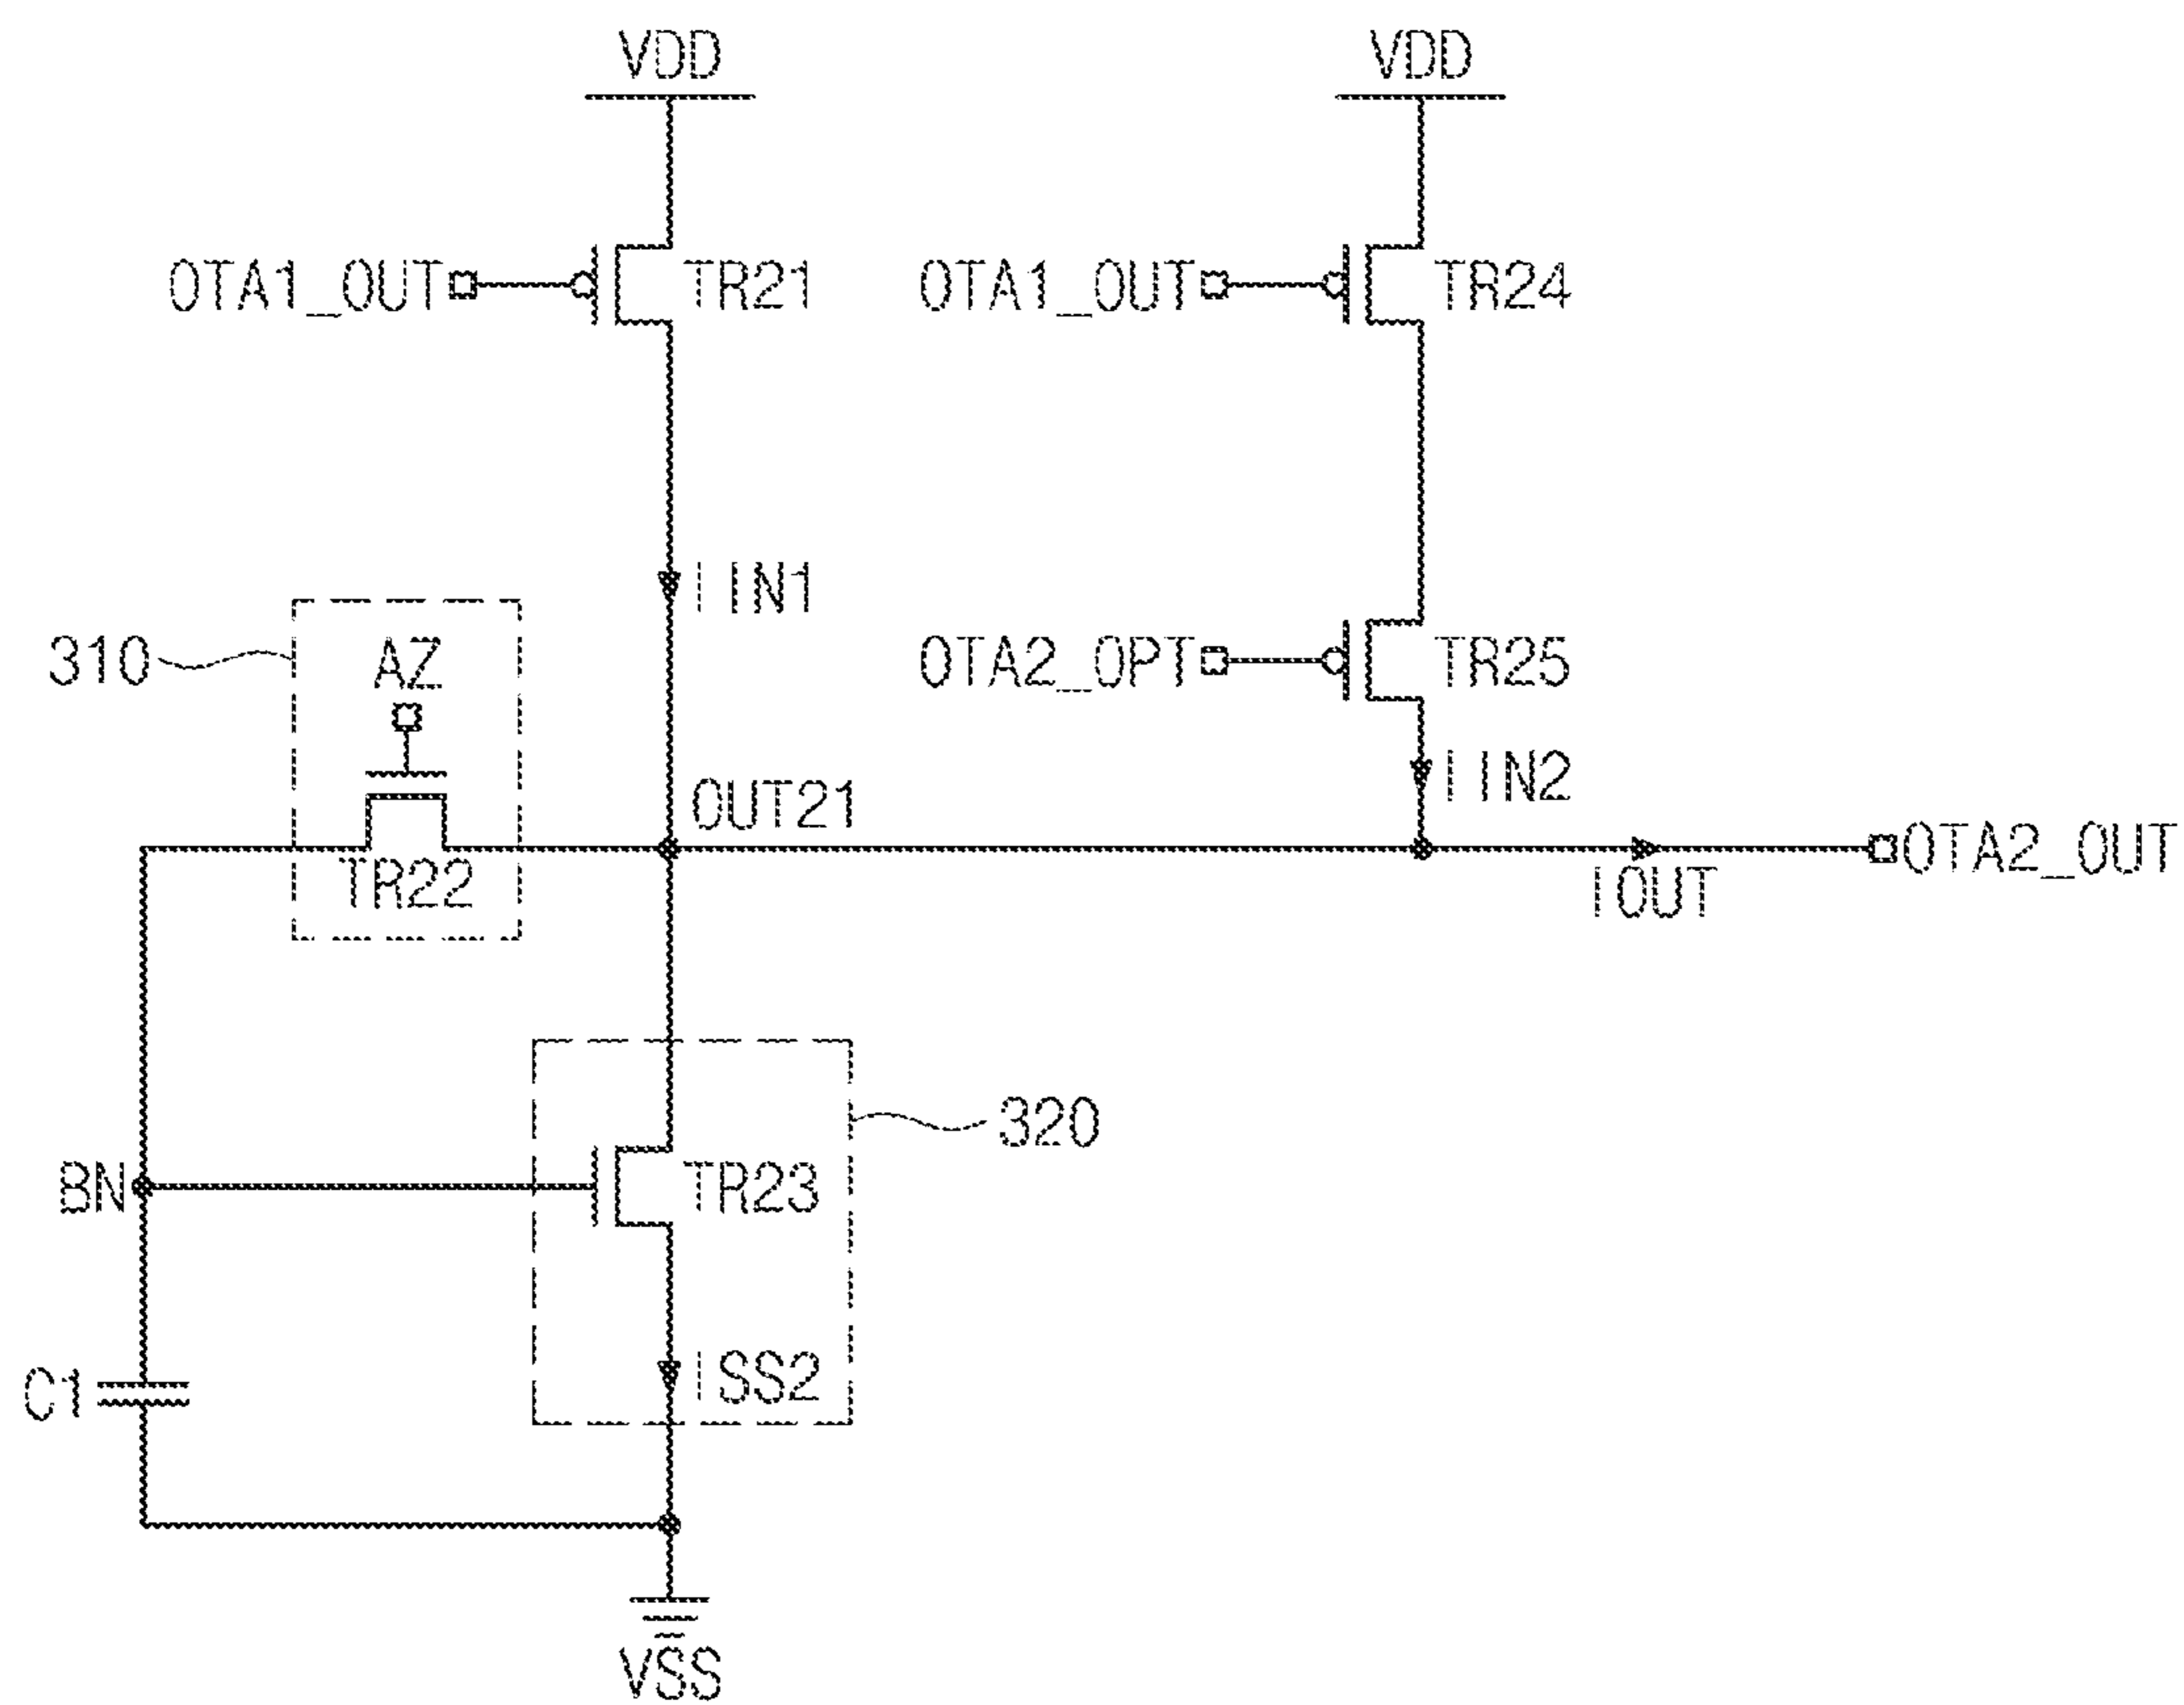 VDD
VDD
OTA1_OUT
TR21
OTA1_OUT
TR24
IIN1
310
AZ
OTA2_OPT
TR25
IIN2
OUT21
OTA2_OUT
TR22
IOUT
320
BN
TR23
ISS2
C1
VSS